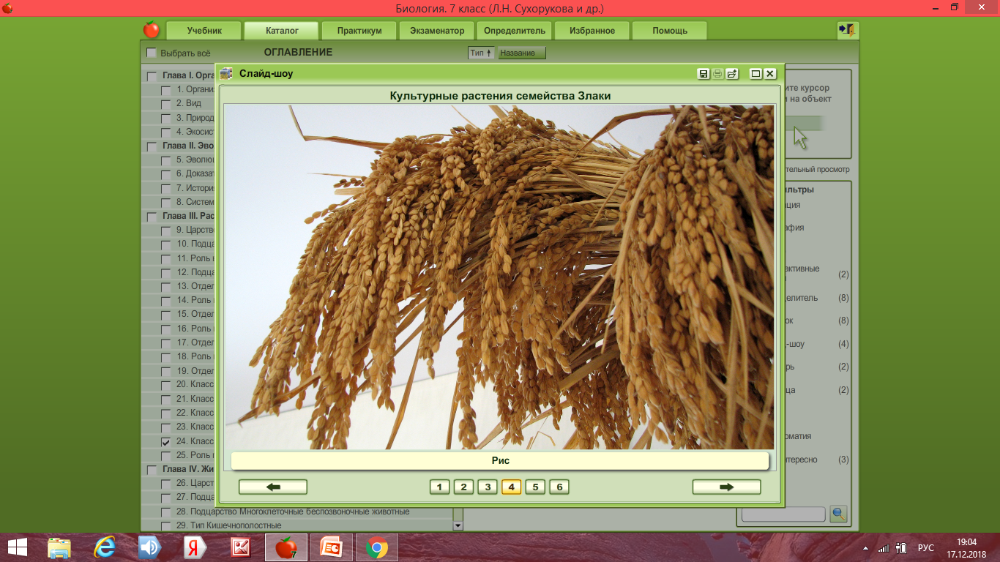 Биология. 7 класс (Л.Н. Сухорукова и др.)
Учебник
Каталог
Практикум
Экзаменатор
Определитель
Избранное
Помощь
Выбрать всё
ОГЛАВЛЕНИЕ
Тип
Название
Слайд-шоу
Культурные растения семейства Злаки
Рис
1 2 3 4 5 6
Глава I. Орга
1. Органи
2. Вид
3. Природ
4. Экосис
Глава II. Эво
5. Эволюц
6. Доказат
7. История
8. Систем
Глава III. Рас
9. Царство
10. Подца
11. Роль в
12. Подца
13. Отдел
14. Роль
15. Отдел
16. Роль
17. Отдел
18. Роль
19. Отдел
20. Класс
21. Класс
22. Класс
23. Класс
24. Класс
25. Роль
Глава IV. Жи
26. Царст
27. Подца
28. Подцарство Многоклеточные беспозвоночные животные
29. Тип Кишечнополостные
ите курсор
и на объект
тельный просмотр
льтры
ция
афия
активные
(2)
делитель (8)
ок (8)
-шоу (4)
рь (2)
ца (2)
оматия
тересно (3)
7
РУС
19:04
17.12.2018